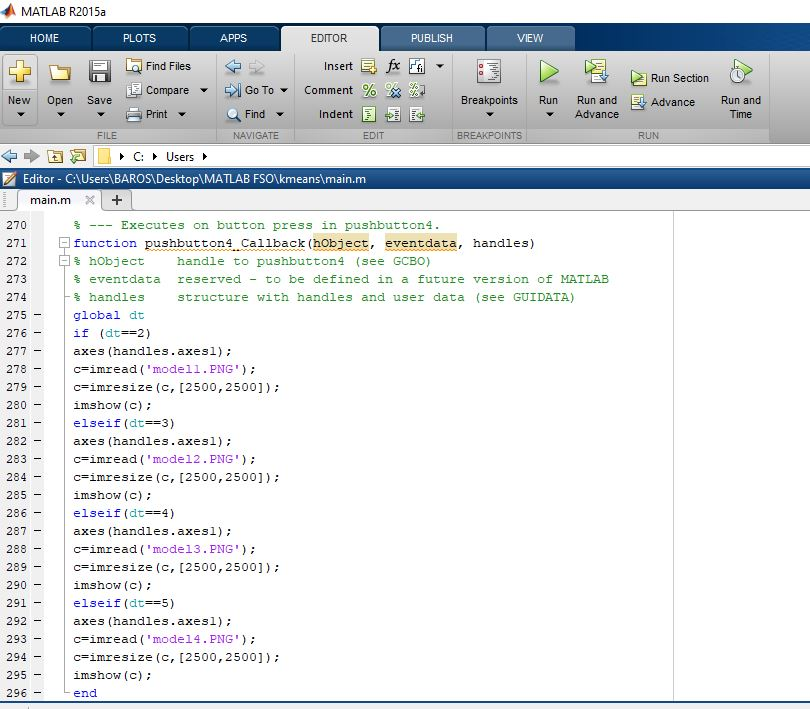 MATLAB R2015a
HOME PLOTS APPS EDITOR PUBLISH VIEW
New Open Save Find Files Compare Print
FILE
Go To Find
NAVIGATE
Insert fx
Comment
Indent
EDIT
Breakpoints
BREAKPOINTS
Run Run and Advance Run Section Advance Run and Time
RUN
C: Users
Editor - C:\Users\BAROS\Desktop\MATLAB FSO\kmeans\main.m
main.m
270 % --- Executes on button press in pushbutton4.
271 function pushbutton4_Callback(hObject, eventdata, handles)
272 % hObject    handle to pushbutton4 (see GCBO)
273 % eventdata  reserved - to be defined in a future version of MATLAB
274 % handles    structure with handles and user data (see GUIDATA)
275 - global dt
276 - if (dt==2)
277 - axes(handles.axes1);
278 - c=imread('model1.PNG');
279 - c=imresize(c,[2500,2500]);
280 - imshow(c);
281 - elseif(dt==3)
282 - axes(handles.axes1);
283 - c=imread('model2.PNG');
284 - c=imresize(c,[2500,2500]);
285 - imshow(c);
286 - elseif(dt==4)
287 - axes(handles.axes1);
288 - c=imread('model3.PNG');
289 - c=imresize(c,[2500,2500]);
290 - imshow(c);
291 - elseif(dt==5)
292 - axes(handles.axes1);
293 - c=imread('model4.PNG');
294 - c=imresize(c,[2500,2500]);
295 - imshow(c);
296 - end